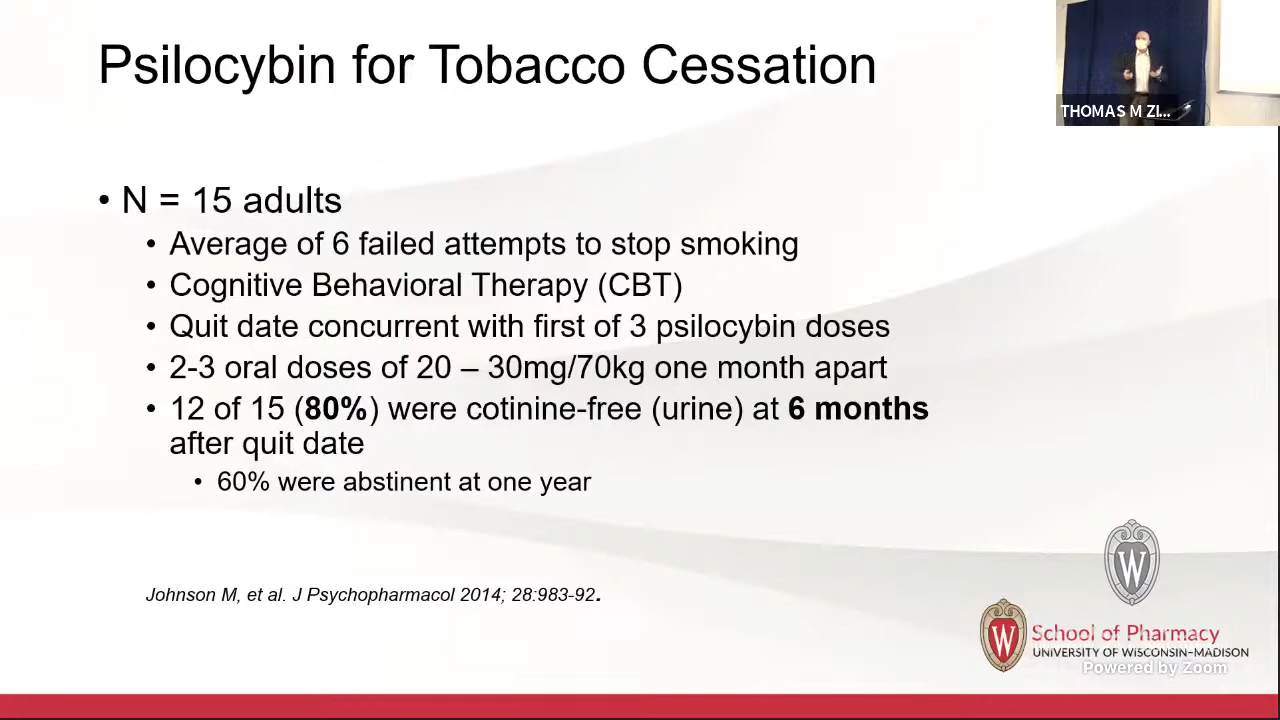 Psilocybin for Tobacco Cessation
THOMAS M ZI...
• N = 15 adults
• Average of 6 failed attempts to stop smoking
• Cognitive Behavioral Therapy (CBT)
• Quit date concurrent with first of 3 psilocybin doses
• 2-3 oral doses of 20 – 30mg/70kg one month apart
• 12 of 15 (80%) were cotinine-free (urine) at 6 months
after quit date
• 60% were abstinent at one year
Johnson M, et al. J Psychopharmacol 2014; 28:983-92.
W
W
School of Pharmacy
UNIVERSITY OF WISCONSIN–MADISON
Powered by Zoom